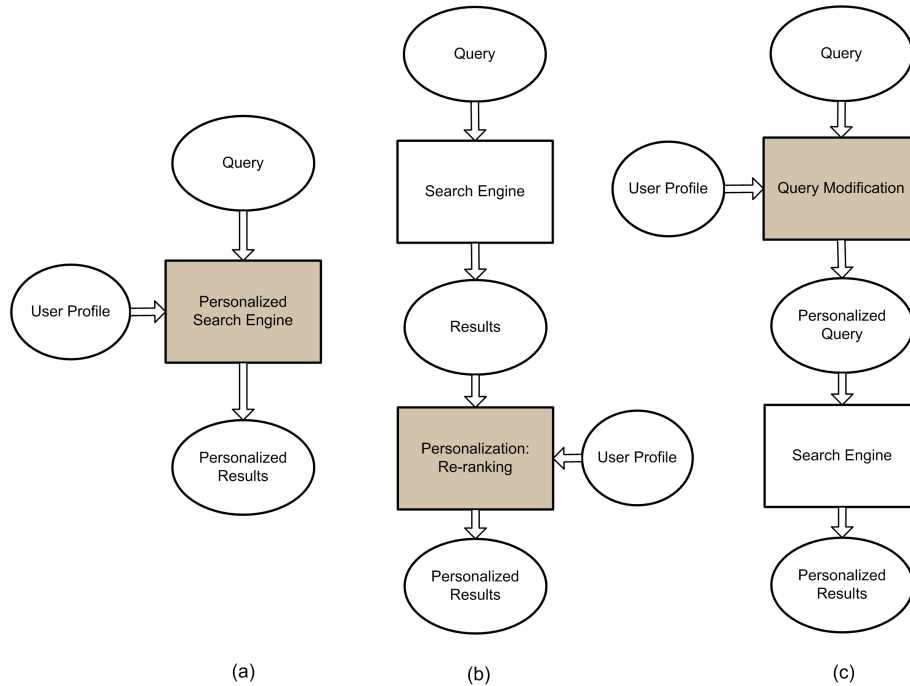 Query
User Profile
Personalized
Search Engine
Personalized
Results
(a)
Query
Search Engine
Results
Personalization:
Re-ranking
User Profile
Personalized
Results
(b)
Query
User Profile
Query Modification
Personalized
Query
Search Engine
Personalized
Results
(c)